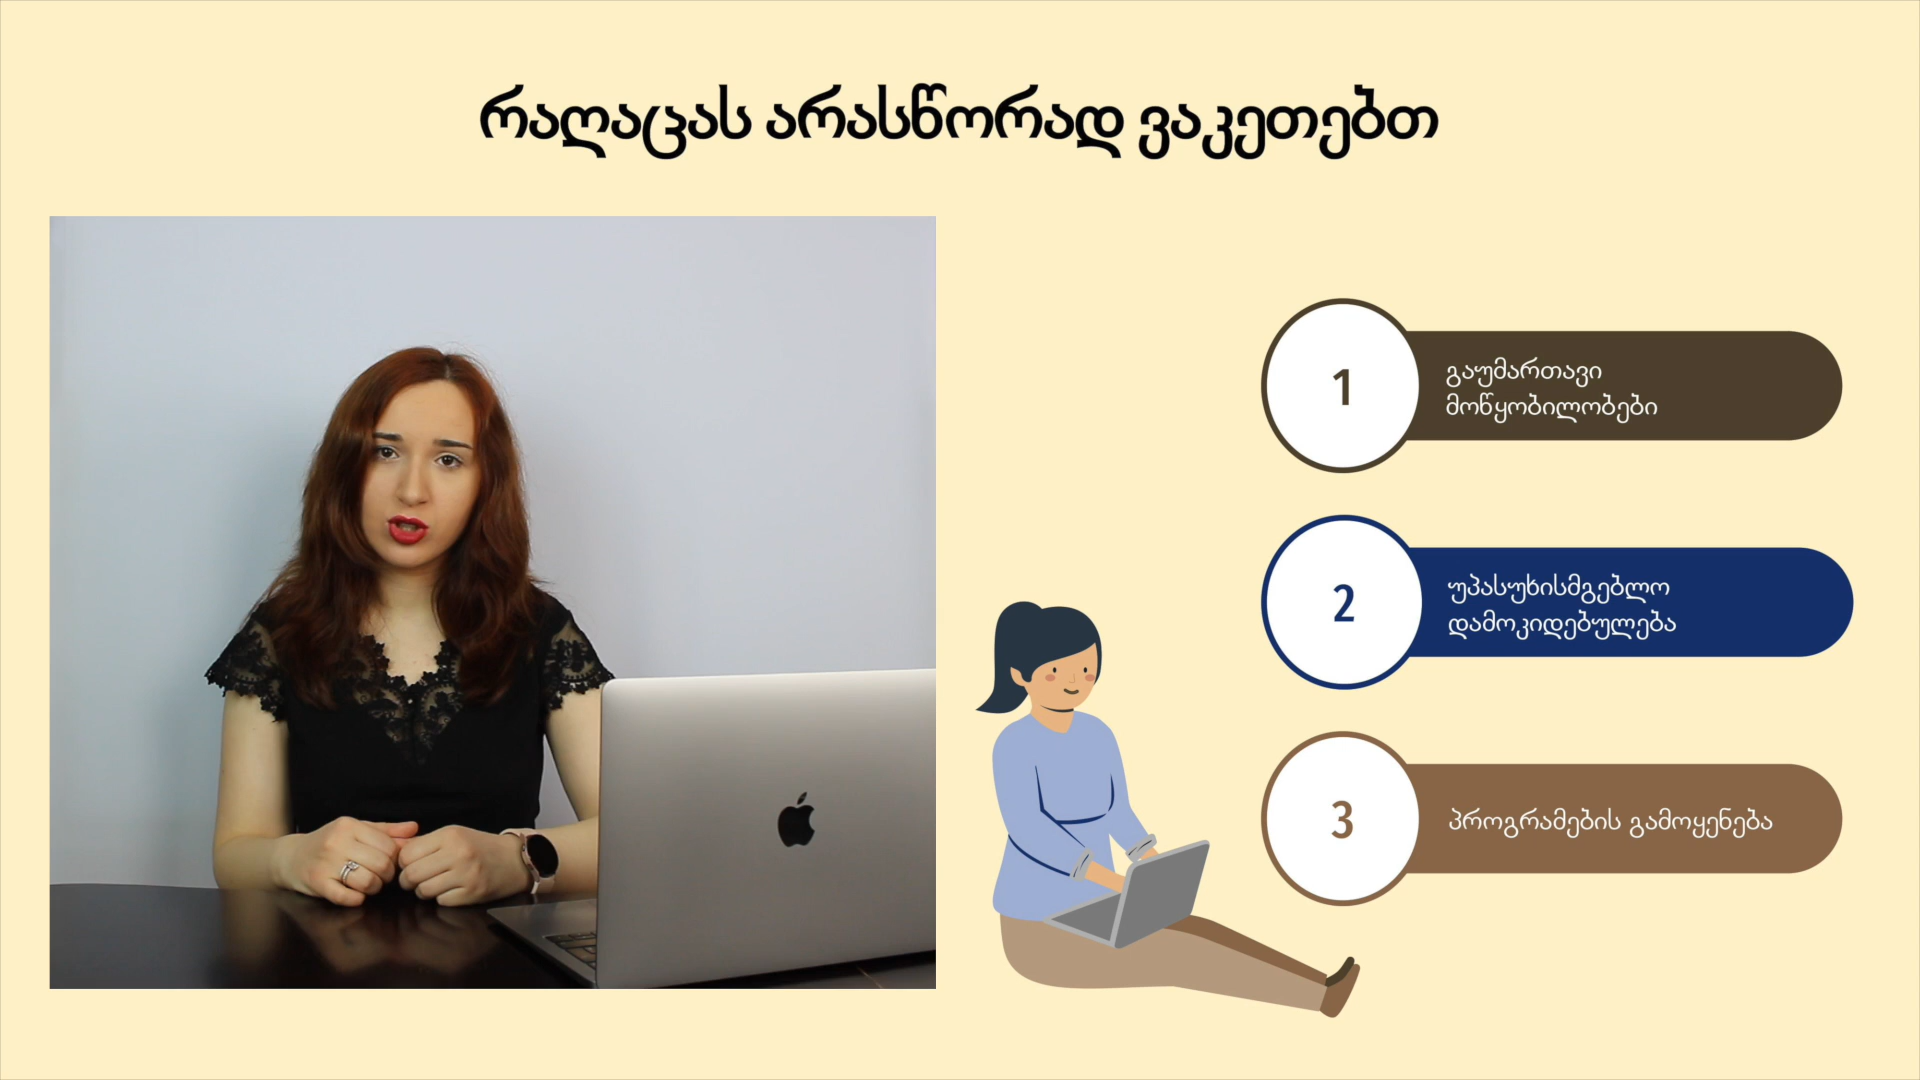 რაღაცას არასწორად ვაკეთებთ
1
გაუმართავი
მოწყობილობები
2
უპასუხისმგებლო
დამოკიდებულება
3
პროგრამების გამოყენება